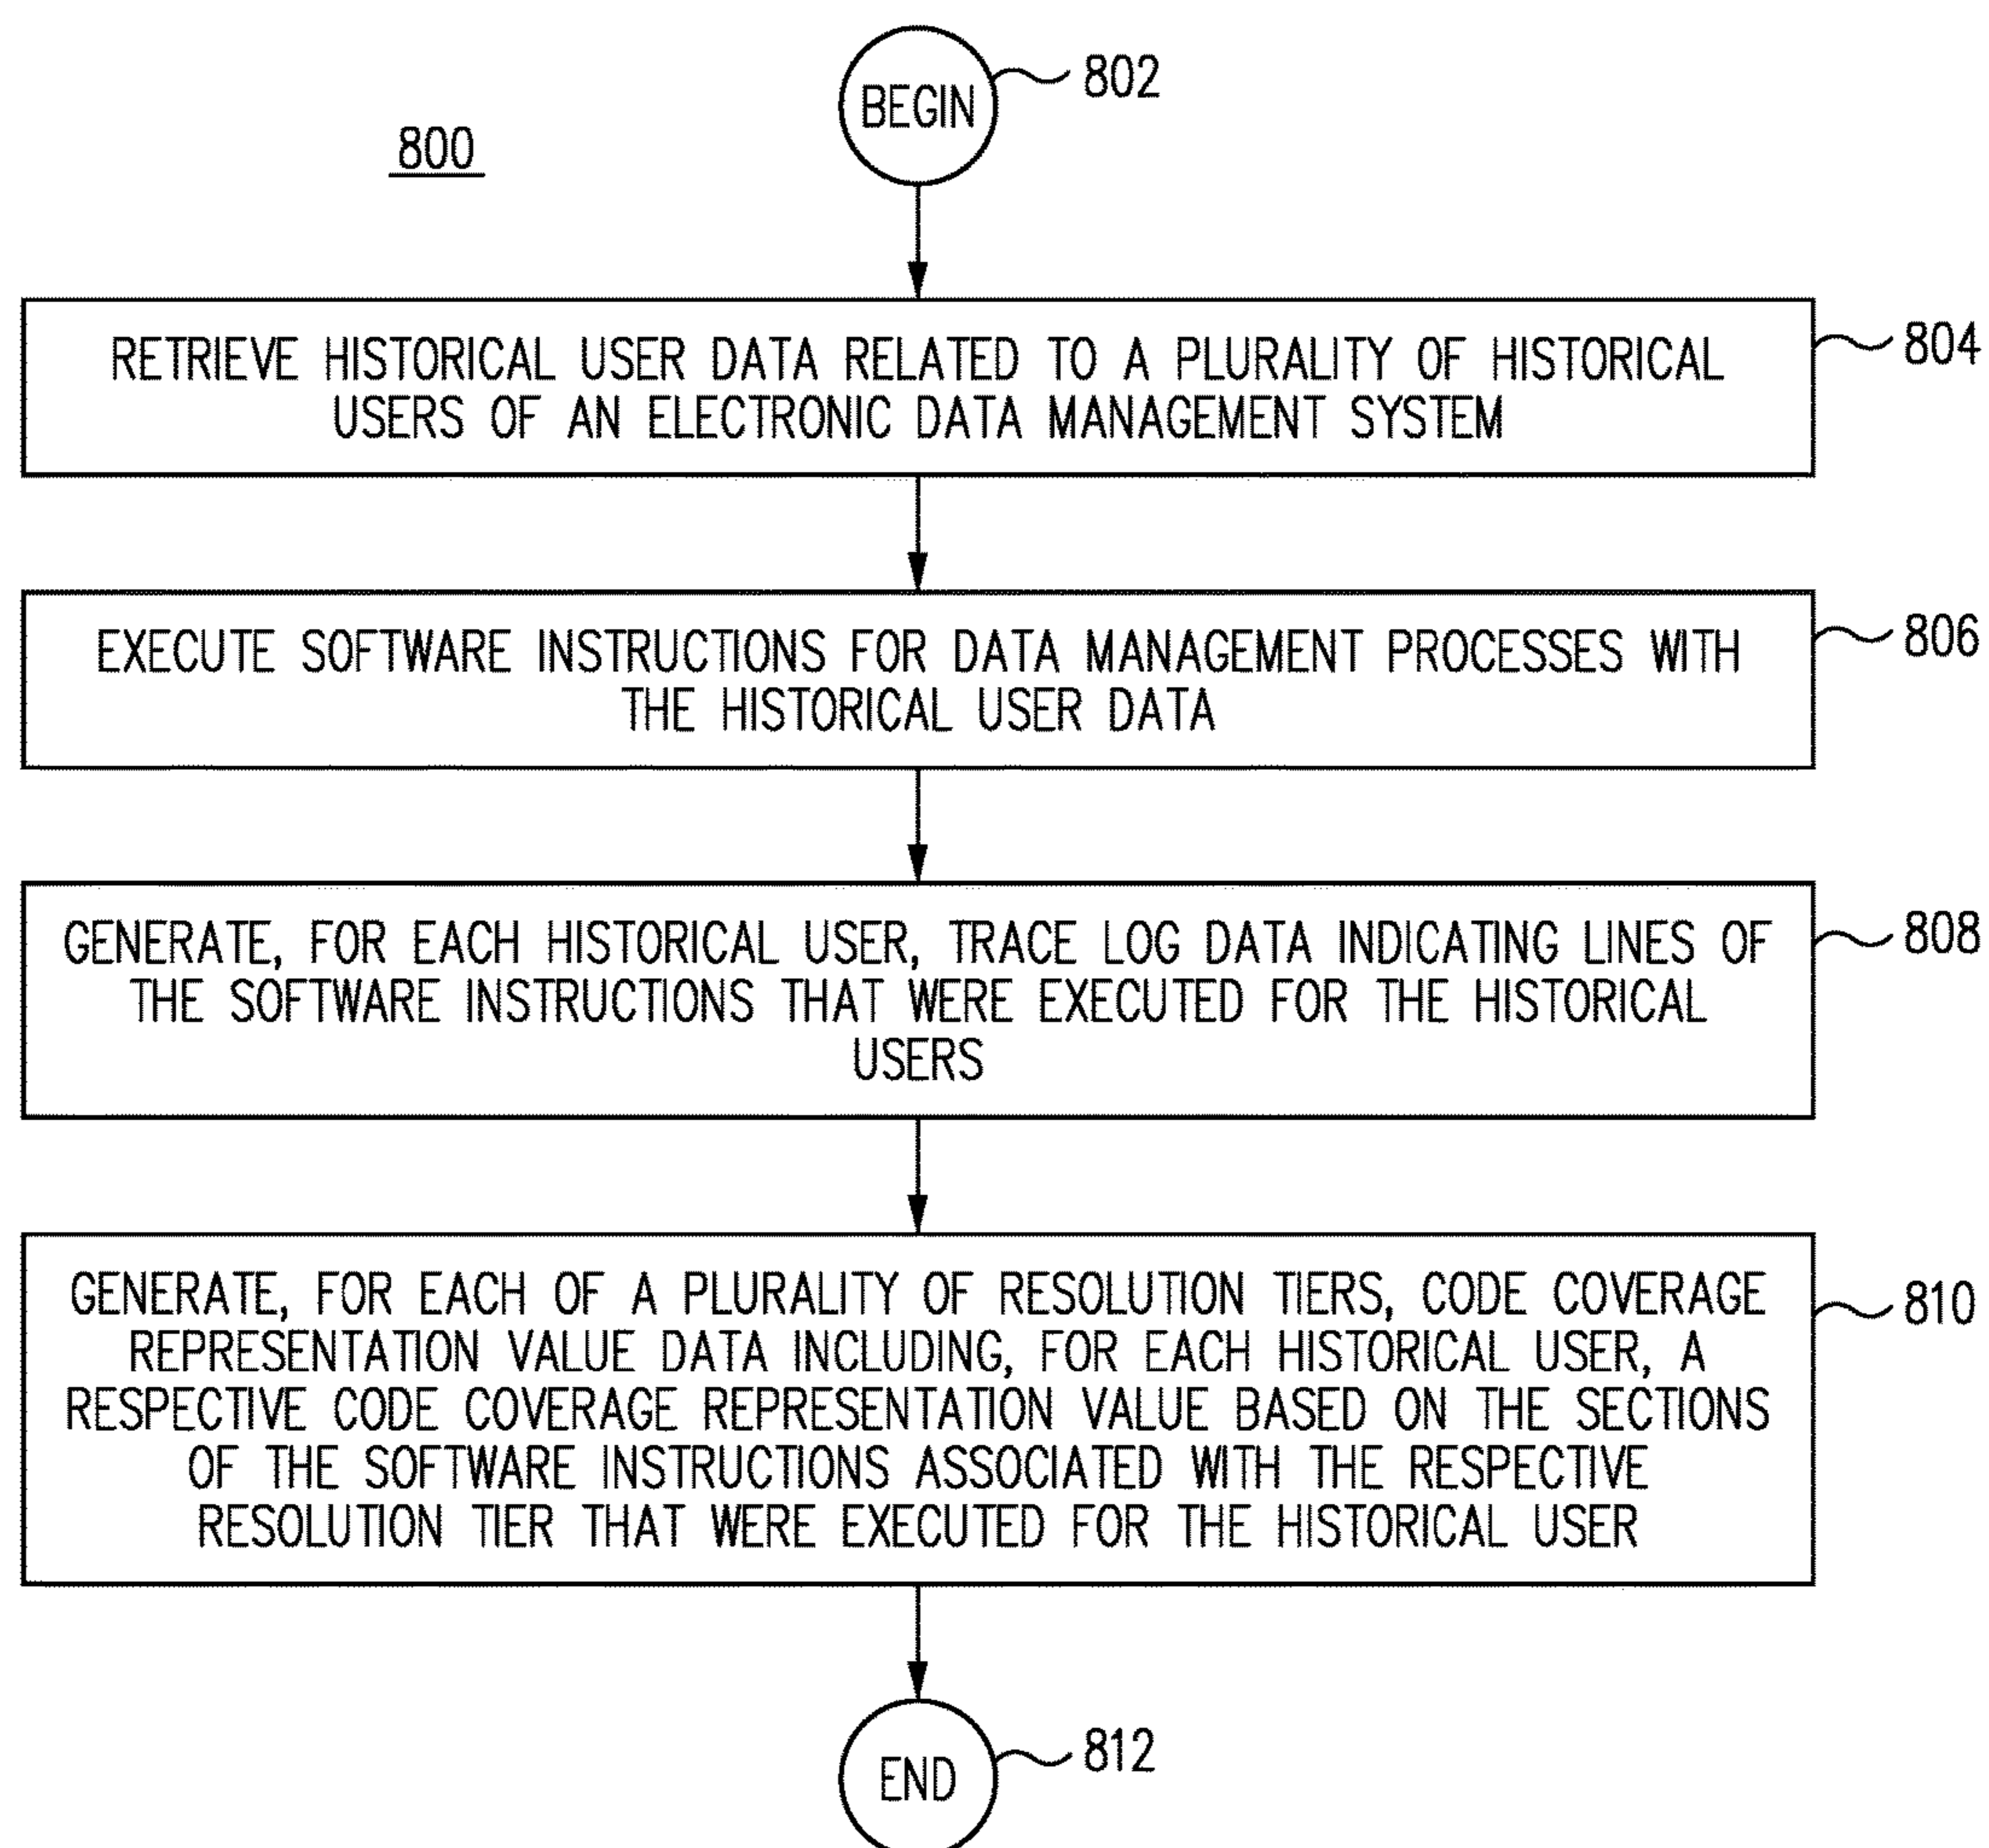 BEGIN
802
800
RETRIEVE HISTORICAL USER DATA RELATED TO A PLURALITY OF HISTORICAL
USERS OF AN ELECTRONIC DATA MANAGEMENT SYSTEM
804
EXECUTE SOFTWARE INSTRUCTIONS FOR DATA MANAGEMENT PROCESSES WITH
THE HISTORICAL USER DATA
806
GENERATE, FOR EACH HISTORICAL USER, TRACE LOG DATA INDICATING LINES OF
THE SOFTWARE INSTRUCTIONS THAT WERE EXECUTED FOR THE HISTORICAL
USERS
808
GENERATE, FOR EACH OF A PLURALITY OF RESOLUTION TIERS, CODE COVERAGE
REPRESENTATION VALUE DATA INCLUDING, FOR EACH HISTORICAL USER, A
RESPECTIVE CODE COVERAGE REPRESENTATION VALUE BASED ON THE SECTIONS
OF THE SOFTWARE INSTRUCTIONS ASSOCIATED WITH THE RESPECTIVE
RESOLUTION TIER THAT WERE EXECUTED FOR THE HISTORICAL USER
810
END
812